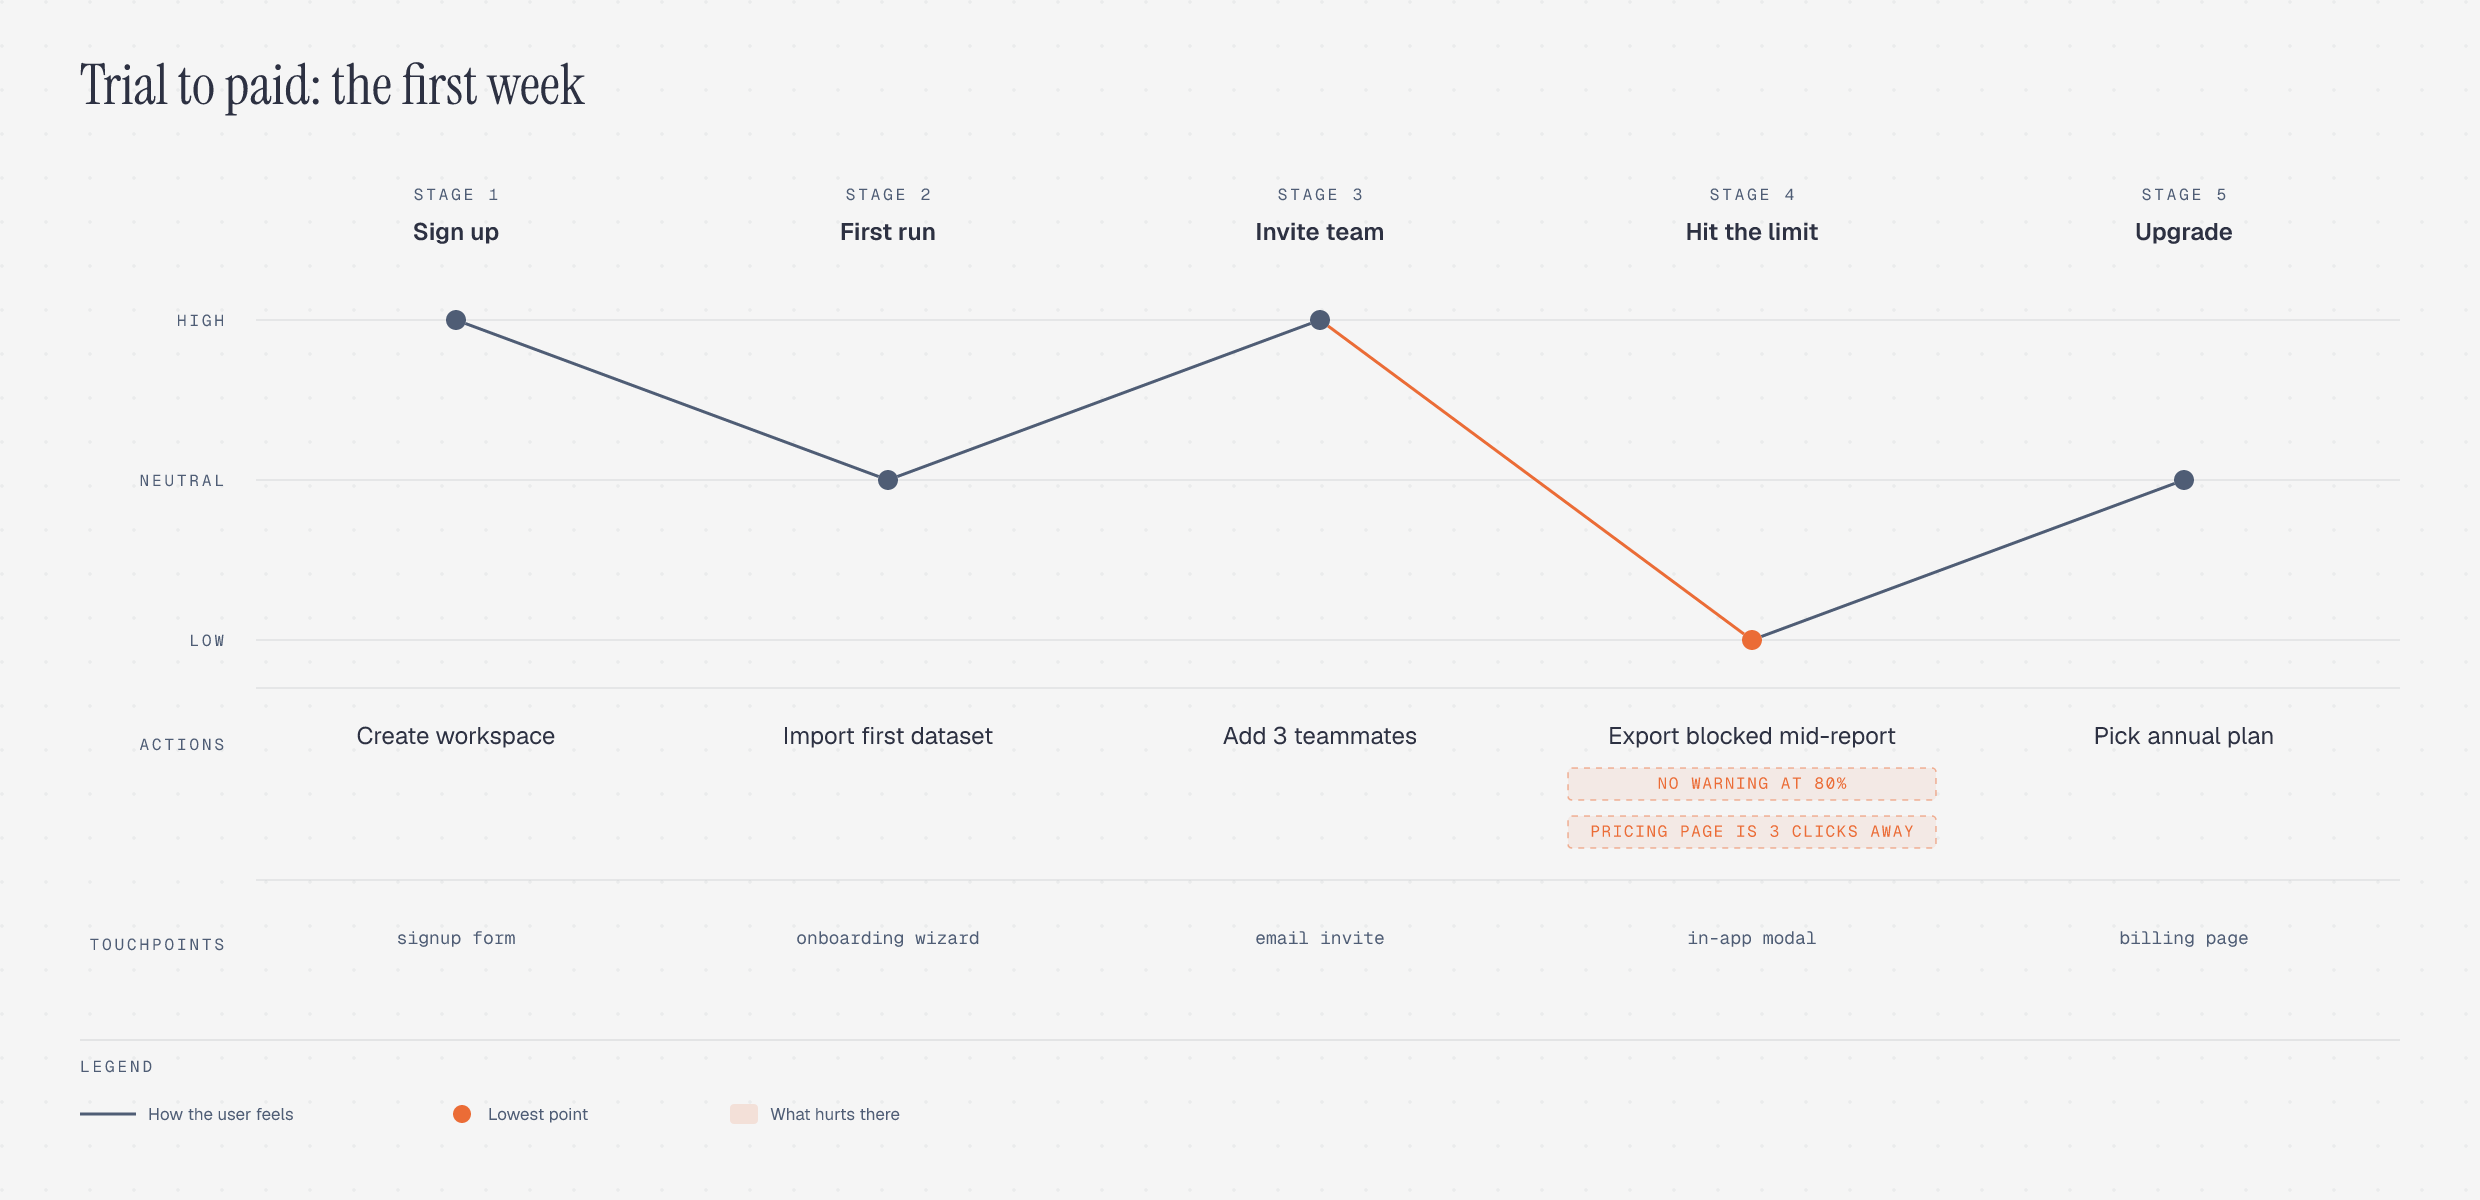 Trial to paid: the first week
STAGE 1
Sign up
STAGE 2
First run
STAGE 3
Invite team
STAGE 4
Hit the limit
STAGE 5
Upgrade
HIGH
NEUTRAL
LOW
ACTIONS
Create workspace
Import first dataset
Add 3 teammates
Export blocked mid-report
NO WARNING AT 80%
PRICING PAGE IS 3 CLICKS AWAY
Pick annual plan
TOUCHPOINTS
signup form
onboarding wizard
email invite
in-app modal
billing page
LEGEND
How the user feels
Lowest point
What hurts there